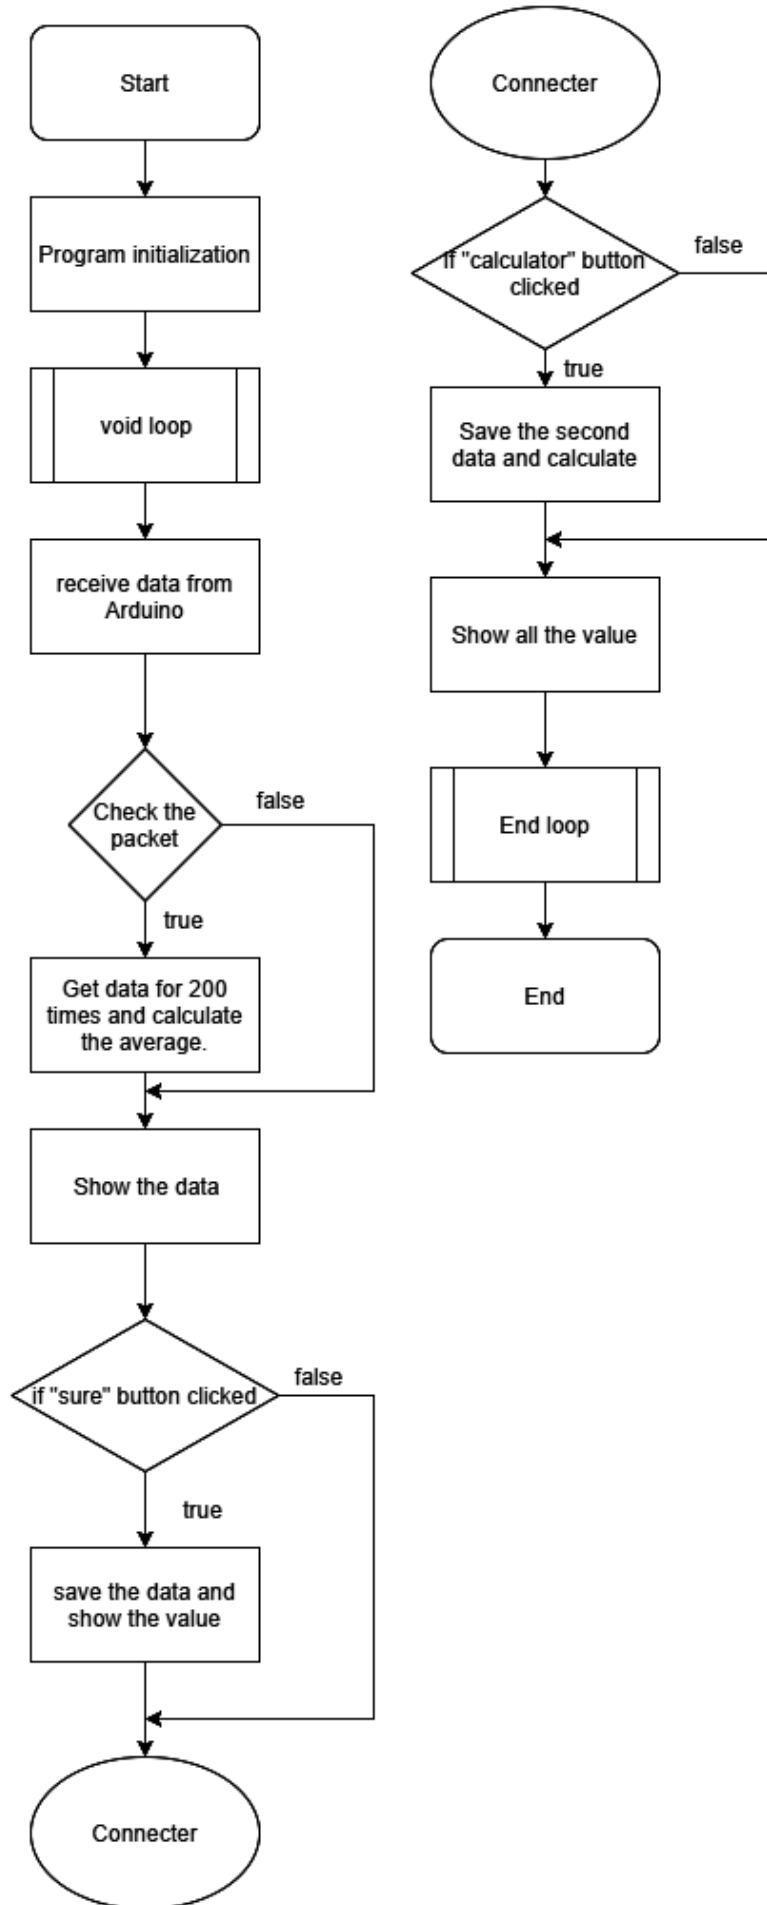 Start
Program initialization
void loop
receive data from
Arduino
Check the
packet
false
true
Get data for 200
times and calculate
the average.
Show the data
if "sure" button clicked
false
true
save the data and
show the value
Connecter
Connecter
If "calculator" button
clicked
false
true
Save the second
data and calculate
Show all the value
End loop
End